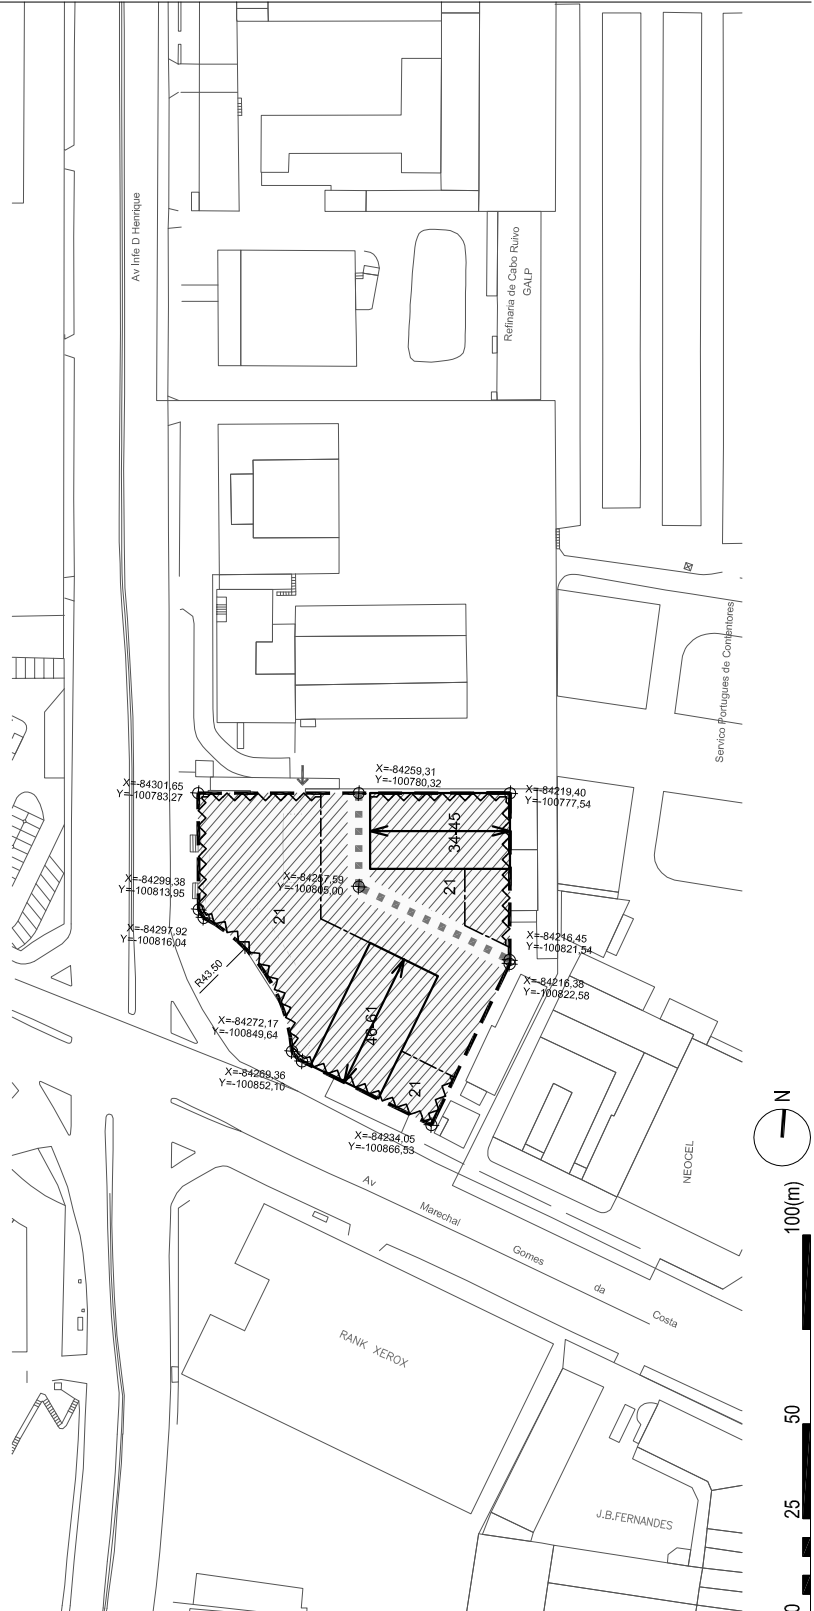 Av Infe D Henrique
Refinaria de Cabo Ruivo
GALP
Servico Portugues de Contentores
X=-84259,31
Y=-100780,32
X=-84301,65
Y=-100783,27
X=-84219,40
Y=-100777,54
34-45
X=-84299,38
Y=-100813,95
X=-84257,59
Y=-100805,00
21
21
X=-84297,92
Y=-100816,04
X=-84216,45
Y=-100821,54
R43,50
X=-84216,38
Y=-100822,58
X=-84272,17
Y=-100849,64
46-61
X=-84269,36
Y=-100852,10
21
X=-84234,05
Y=-100866,53
N
NEOCEL
100(m)
Av Marechal Gomes da Costa
RANK XEROX
50
25
J.B.FERNANDES
0